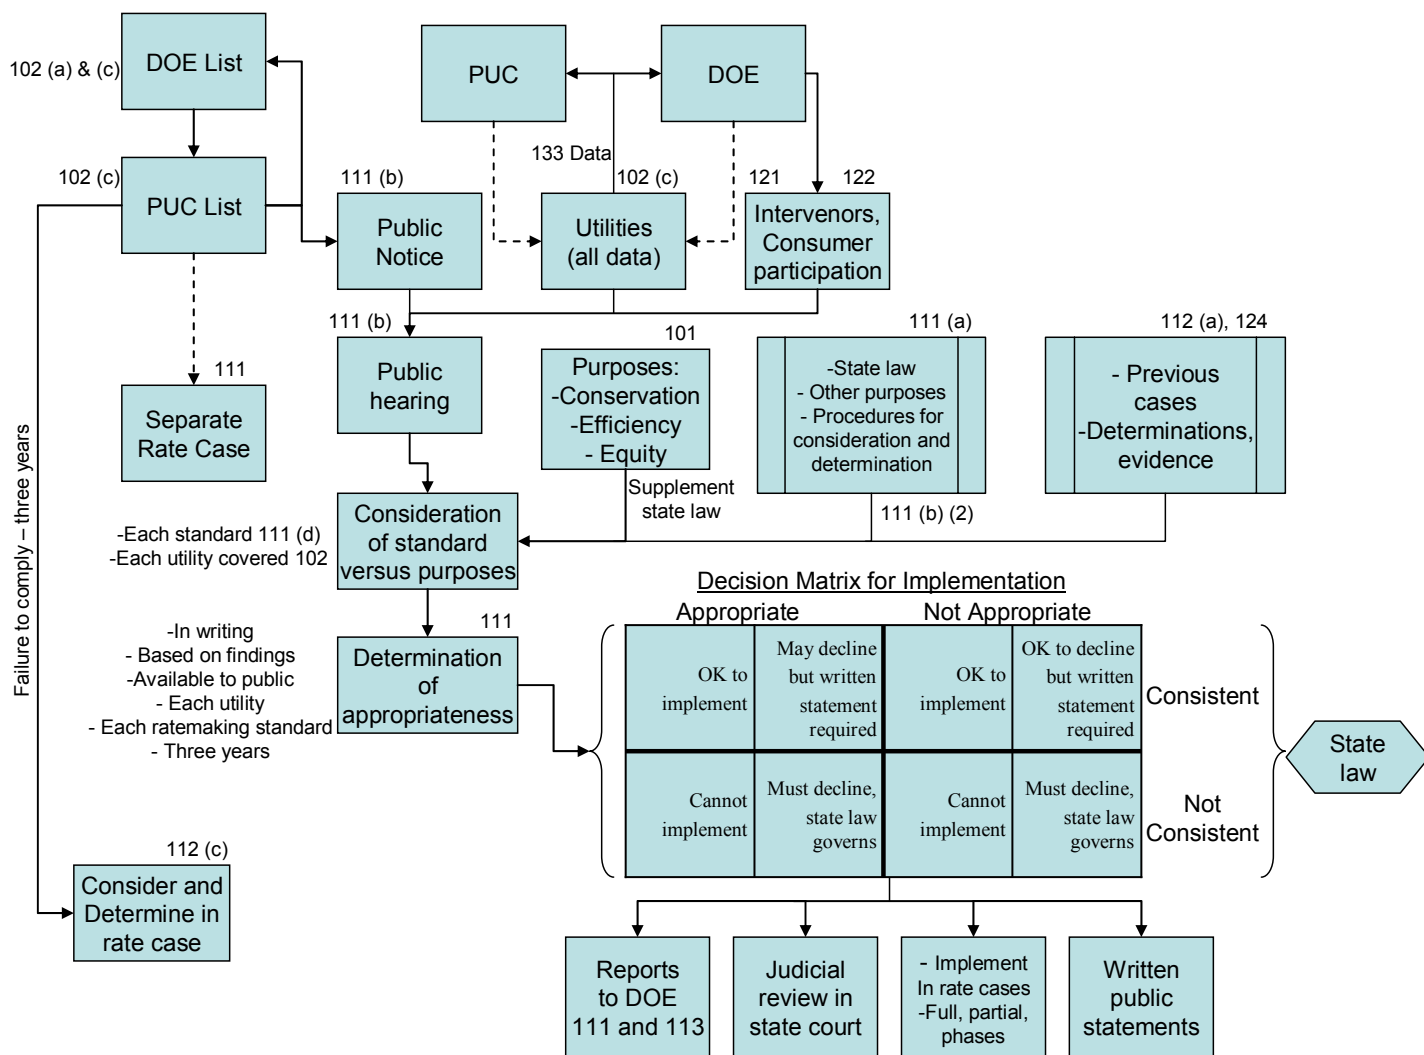 102 (a) & (c)
DOE List
PUC
DOE
133 Data
102 (c)
PUC List
111 (b)
Public
Notice
102 (c)
Utilities
(all data)
121
122
Intervenors,
Consumer
participation
111 (b)
Public
hearing
111
Separate
Rate Case
101
Purposes:
-Conservation
-Efficiency
- Equity
Supplement
state law
111 (a)
-State law
- Other purposes
- Procedures for
consideration and
determination
111 (b) (2)
112 (a), 124
- Previous
cases
-Determinations,
evidence
Failure to comply – three years
-Each standard 111 (d)
-Each utility covered 102
Consideration
of standard
versus purposes
-In writing
- Based on findings
-Available to public
- Each utility
- Each ratemaking standard
- Three years
111
Determination
of
appropriateness
Decision Matrix for Implementation
Appropriate
Not Appropriate
OK to
implement
May decline
but written
statement
required
OK to
implement
OK to decline
but written
statement
required
Consistent
Cannot
implement
Must decline,
state law
governs
Cannot
implement
Must decline,
state law
governs
Not
Consistent
State
law
112 (c)
Consider and
Determine in
rate case
Reports
to DOE
111 and 113
Judicial
review in
state court
- Implement
In rate cases
-Full, partial,
phases
Written
public
statements